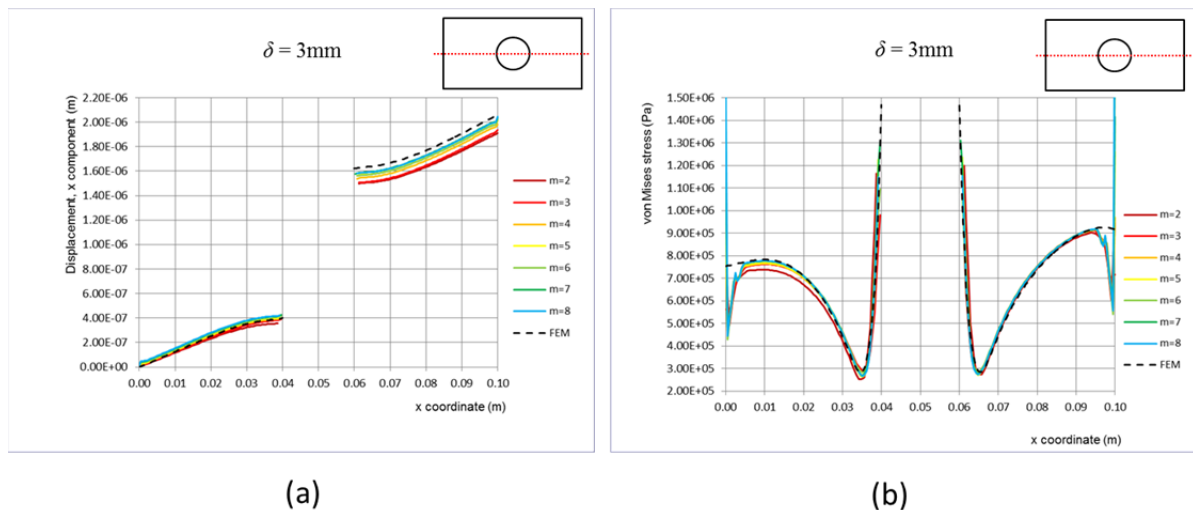 δ = 3mm
Displacement, x component (m)
2.20E-06
2.00E-06
1.80E-06
1.60E-06
1.40E-06
1.20E-06
1.00E-06
8.00E-07
6.00E-07
4.00E-07
2.00E-07
0.00E+00
0.00 0.01 0.02 0.03 0.04 0.05 0.06 0.07 0.08 0.09 0.10
x coordinate (m)
m=2
m=3
m=4
m=5
m=6
m=7
m=8
FEM
(a)
δ = 3mm
von Mises stress (Pa)
1.50E+06
1.40E+06
1.30E+06
1.20E+06
1.10E+06
1.00E+06
9.00E+05
8.00E+05
7.00E+05
6.00E+05
5.00E+05
4.00E+05
3.00E+05
2.00E+05
0.00 0.01 0.02 0.03 0.04 0.05 0.06 0.07 0.08 0.09 0.10
x coordinate (m)
m=2
m=3
m=4
m=5
m=6
m=7
m=8
FEM
(b)